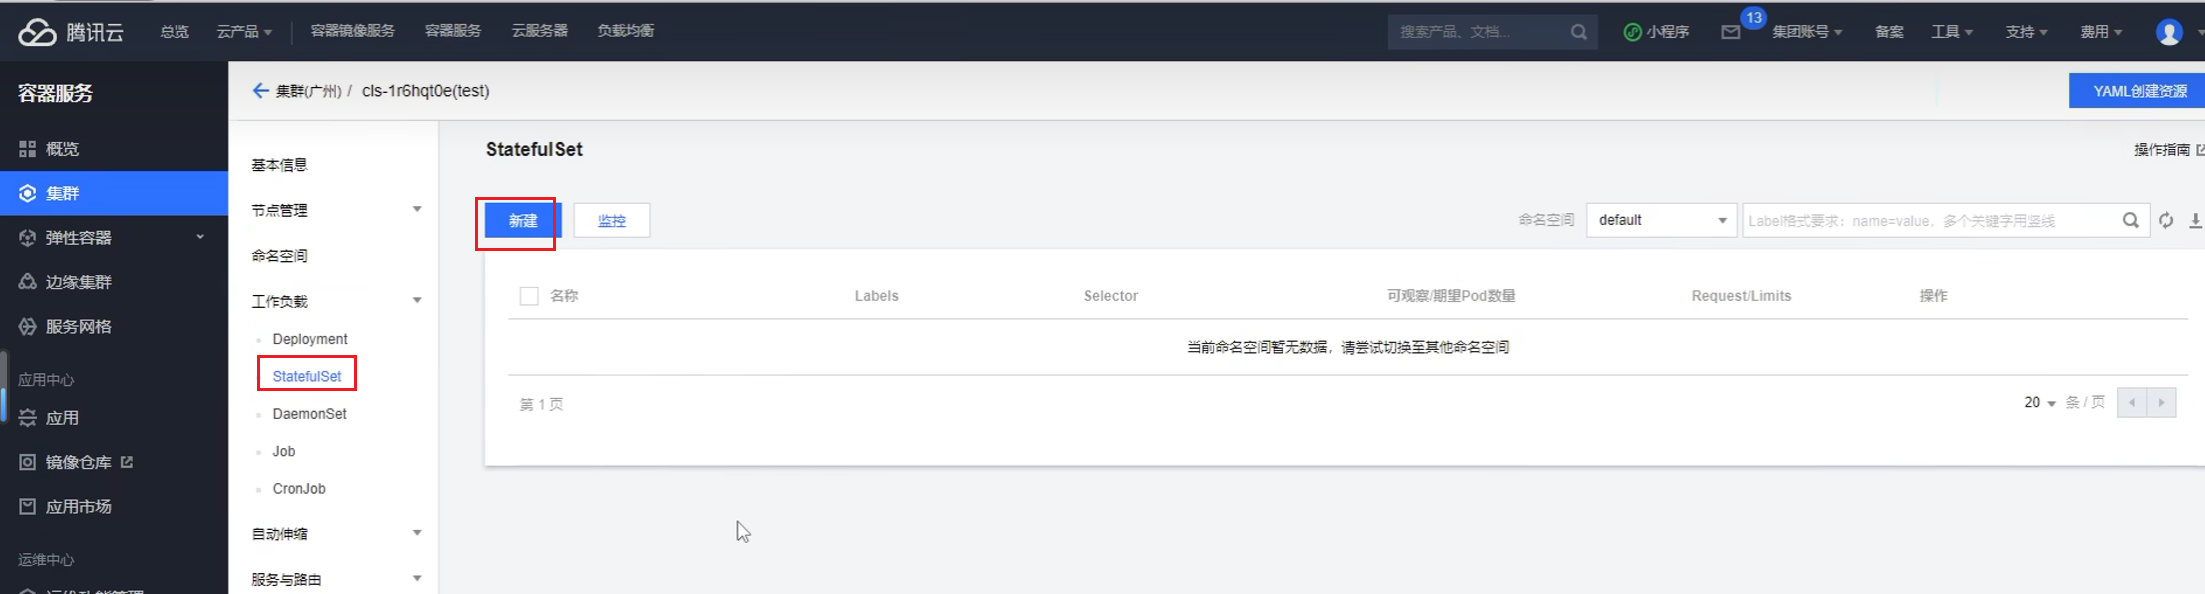 腾讯云 总览 云产品 容器镜像服务 容器服务 云服务器 负载均衡 搜索产品、文档... 小程序 13 集团账号 备案 工具 支持 费用
容器服务
概览
集群
弹性容器
边缘集群
服务网格
应用中心
应用
镜像仓库
应用市场
运维中心
集群(广州) / cls-1r6hqt0e(test)
YAML创建资源
基本信息
节点管理
命名空间
工作负载
Deployment
StatefulSet
DaemonSet
Job
CronJob
自动伸缩
服务与路由
StatefulSet
操作指南
新建 监控
命名空间 default Label格式要求：name=value，多个关键字用竖线
名称 Labels Selector 可观察/期望Pod数量 Request/Limits 操作
当前命名空间暂无数据，请尝试切换至其他命名空间
第 1 页
20 条 / 页